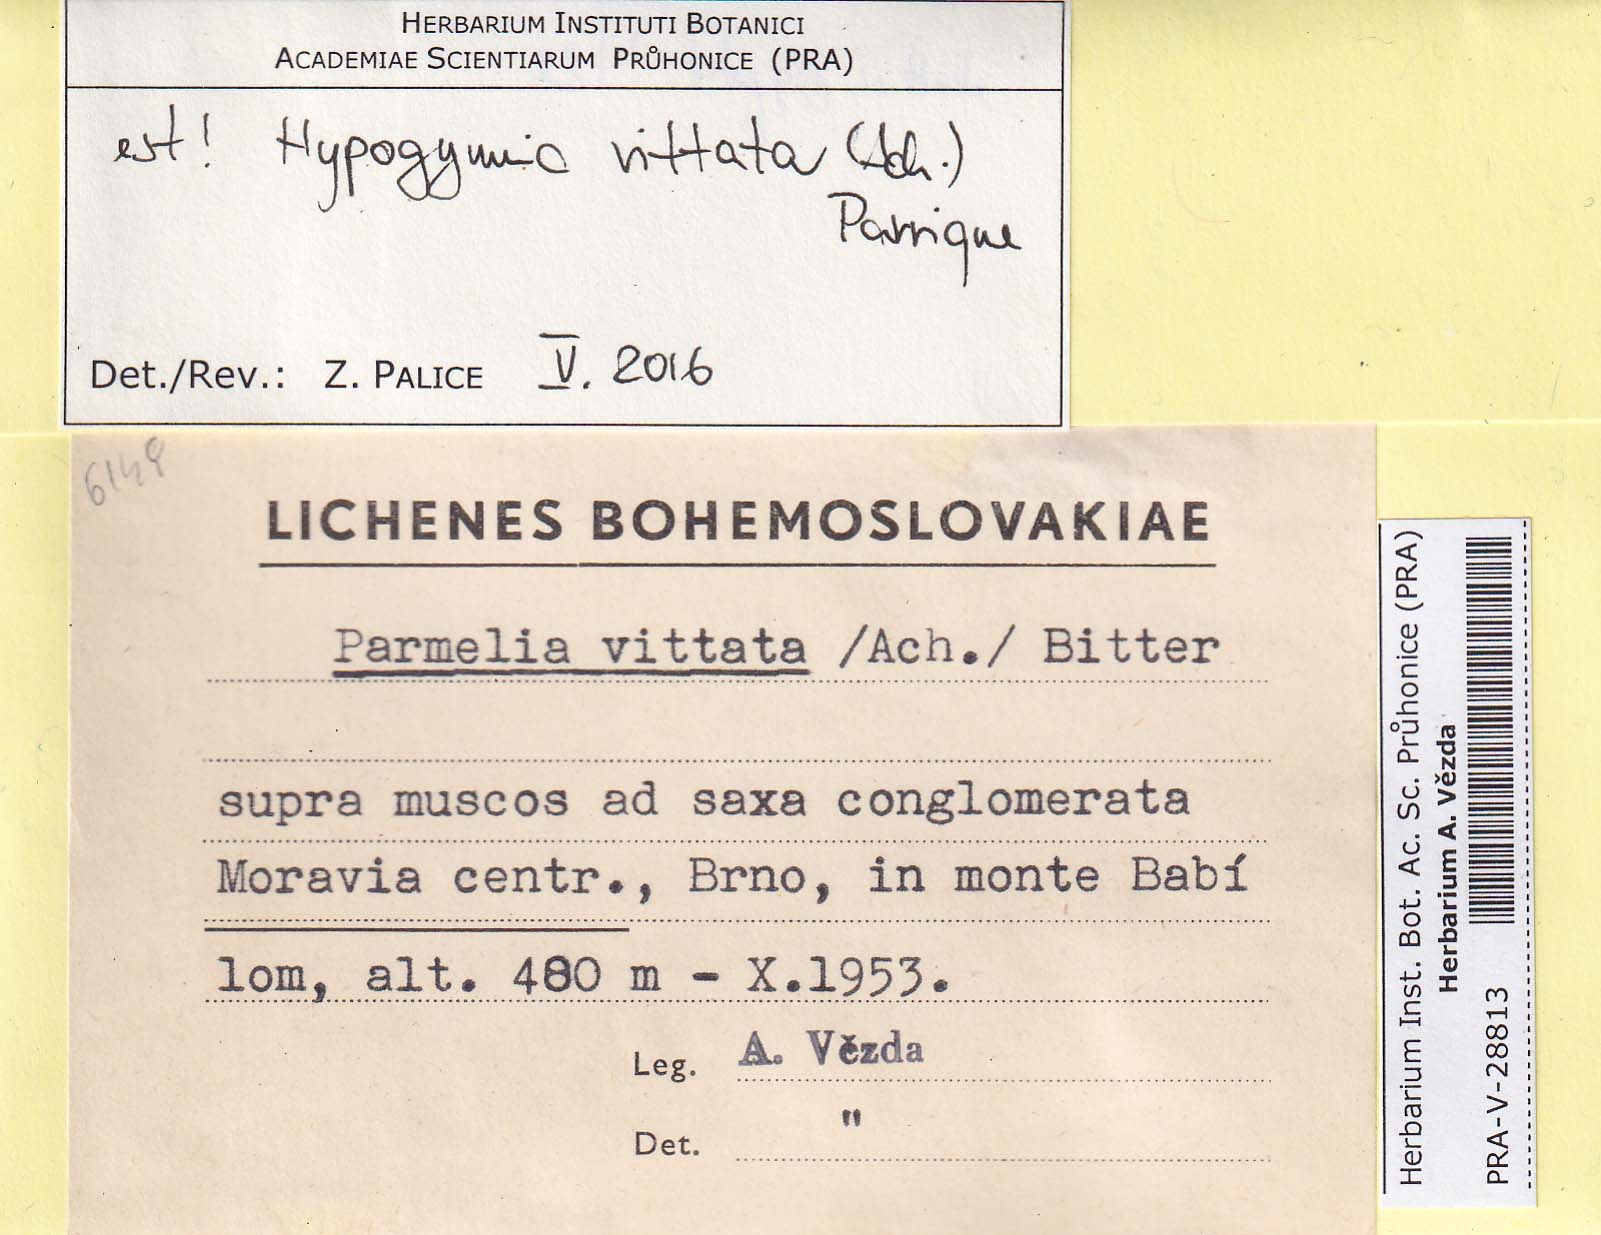 HERBARIUM INSTITUTI BOTANICI
ACADEMIAE SCIENTIARUM PRŮHONICE (PRA)
est! Hypogymnia vittata (Ach.)
Parrique
Det./Rev.: Z. PALICE V. 2016
6149
LICHENES BOHEMOSLOVAKIAE
Parmelia vittata /Ach./ Bitter
supra muscos ad saxa conglomerata
Moravia centr., Brno, in monte Babí
lom, alt. 480 m - X.1953.
Leg. A. Vězda
Det. "
Herbarium Inst. Bot. Ac. Sc. Průhonice (PRA)
Herbarium A. Vězda
PRA-V-28813